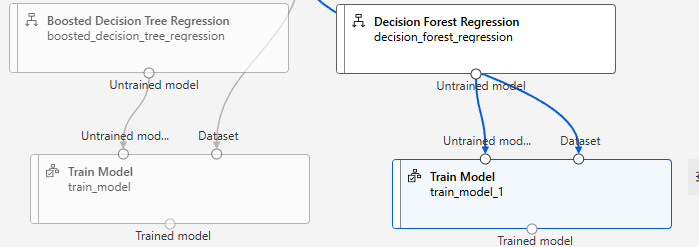 Boosted Decision Tree Regression
boosted_decision_tree_regression
Untrained model
Untrained mod...
Dataset
Train Model
train_model
Trained model
Decision Forest Regression
decision_forest_regression
Untrained model
Untrained mod...
Dataset
Train Model
train_model_1
Trained model